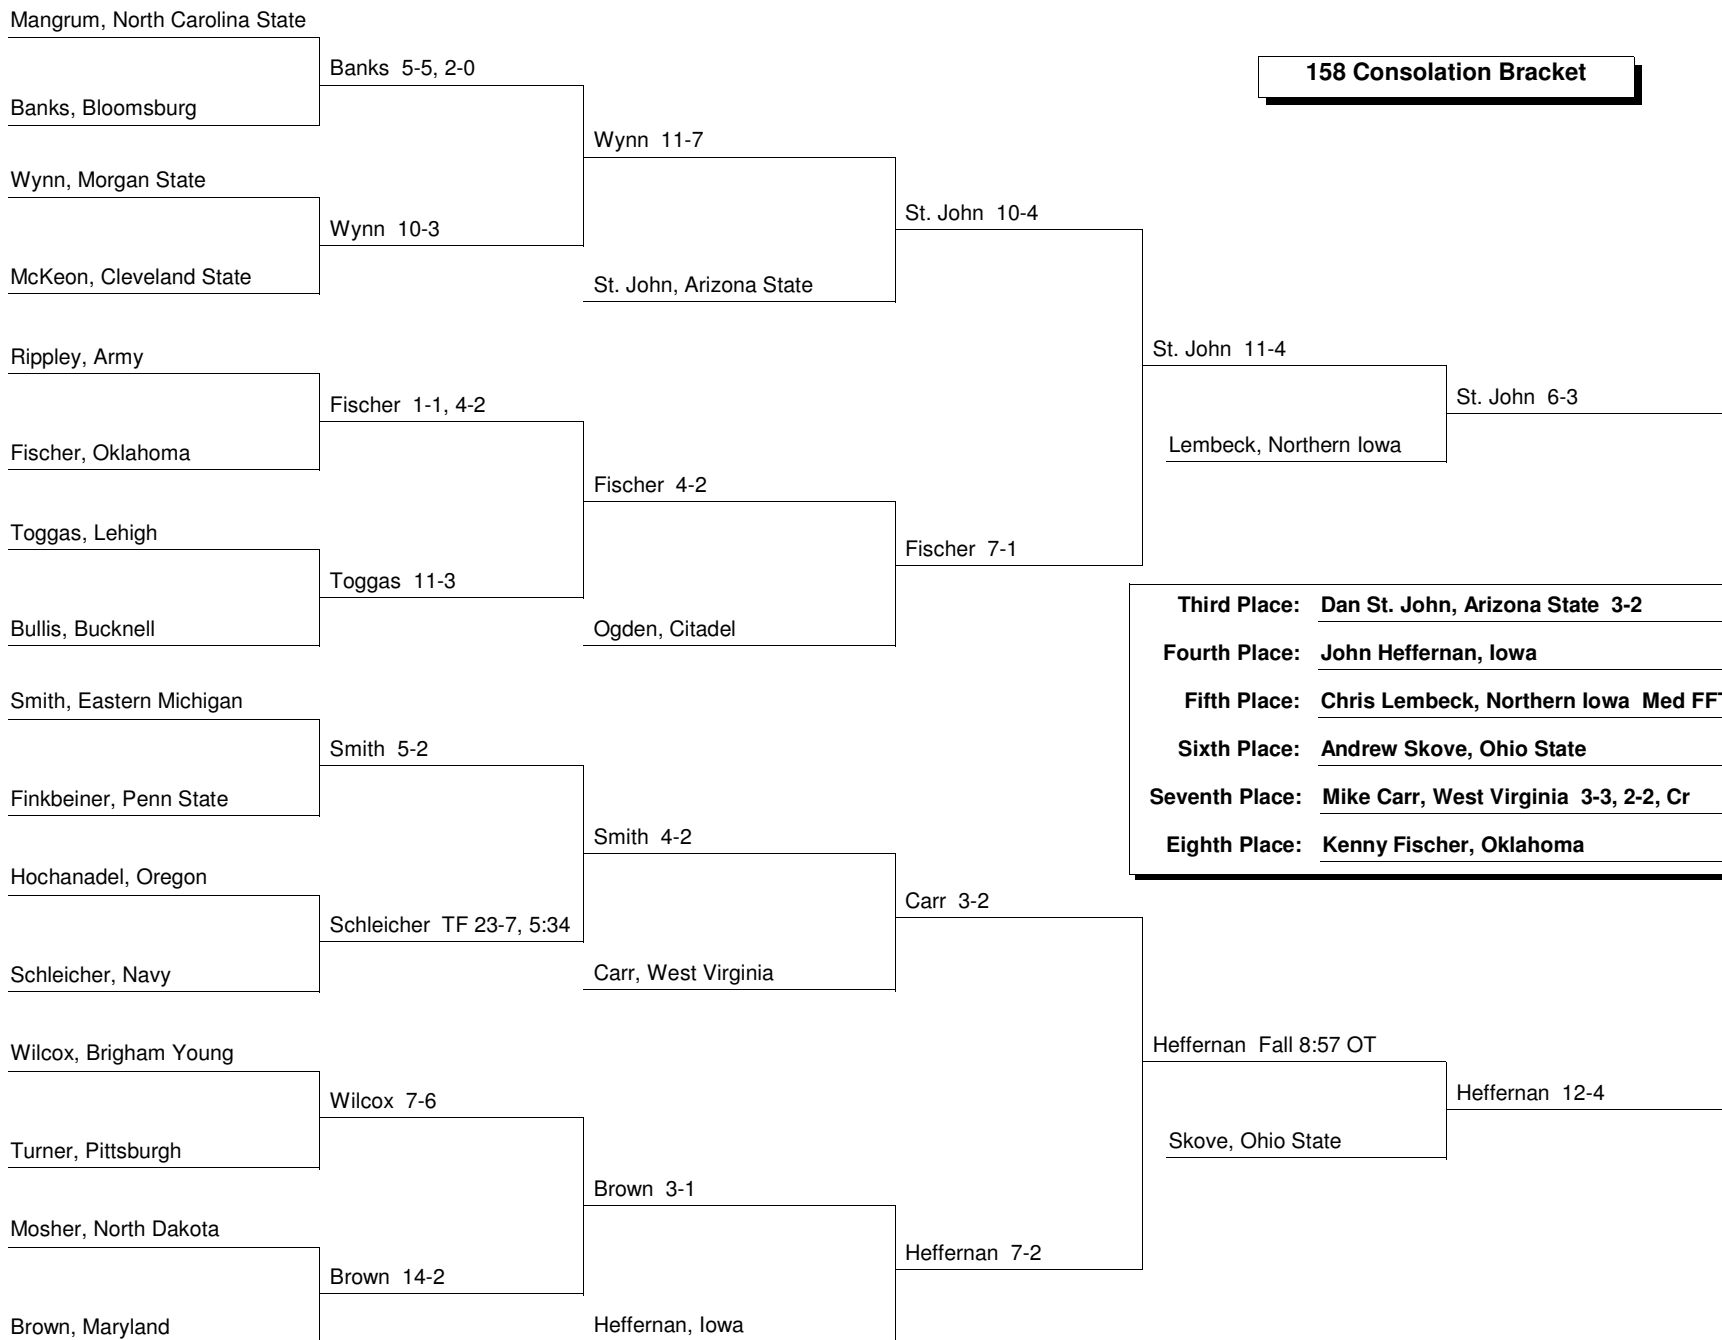 Mangrum, North Carolina State
Banks, Bloomsburg
Wynn, Morgan State
McKeon, Cleveland State
Rippley, Army
Fischer, Oklahoma
Toggas, Lehigh
Bullis, Bucknell
Smith, Eastern Michigan
Finkbeiner, Penn State
Hochanadel, Oregon
Schleicher, Navy
Wilcox, Brigham Young
Turner, Pittsburgh
Mosher, North Dakota
Brown, Maryland
Banks 5-5, 2-0
Wynn 10-3
Fischer 1-1, 4-2
Toggas 11-3
Smith 5-2
Schleicher TF 23-7, 5:34
Wilcox 7-6
Brown 14-2
Wynn 11-7
St. John, Arizona State
Fischer 4-2
Ogden, Citadel
Smith 4-2
Carr, West Virginia
Brown 3-1
Heffernan, Iowa
St. John 10-4
Fischer 7-1
Carr 3-2
Heffernan 7-2
St. John 11-4
Lembeck, Northern Iowa
Heffernan Fall 8:57 OT
Skove, Ohio State
St. John 6-3
Heffernan 12-4
158 Consolation Bracket
Third Place: Dan St. John, Arizona State 3-2
Fourth Place: John Heffernan, Iowa
Fifth Place: Chris Lembeck, Northern Iowa Med FFT
Sixth Place: Andrew Skove, Ohio State
Seventh Place: Mike Carr, West Virginia 3-3, 2-2, Cr
Eighth Place: Kenny Fischer, Oklahoma